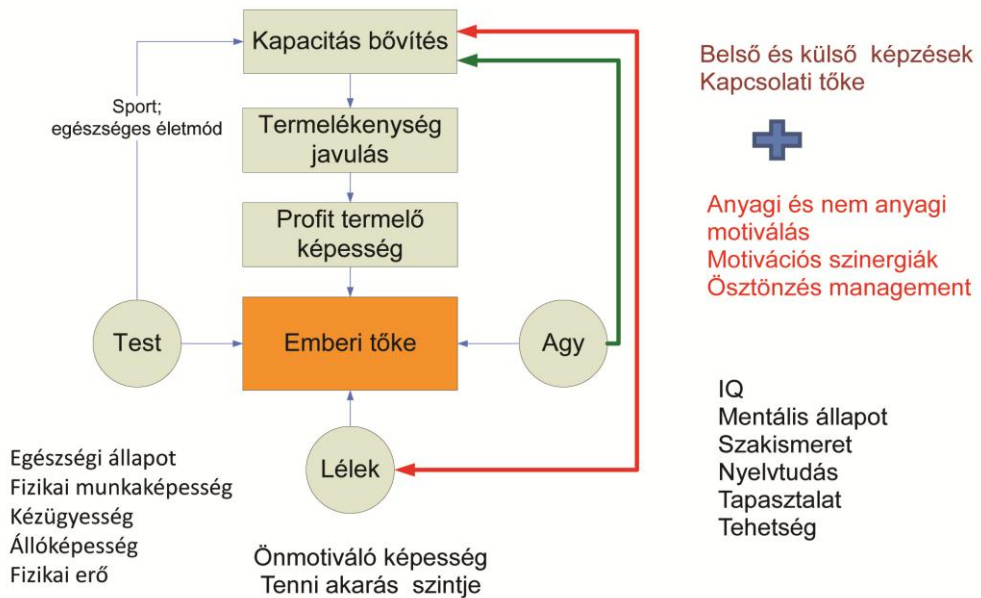 Kapacitás bővítés
Sport;
egészséges életmód
Termelékenység
javulás
Profit termelő
képesség
Test
Emberi tőke
Agy
Lélek
Belső és külső képzések
Kapcsolati tőke
Anyagi és nem anyagi
motiválás
Motivációs szinergiák
Ösztönzés management
IQ
Mentális állapot
Szakismeret
Nyelvtudás
Tapasztalat
Tehetség
Egészségi állapot
Fizikai munkaképesség
Kézügyesség
Állóképesség
Fizikai erő
Önmotiváló képesség
Tenni akarás szintje